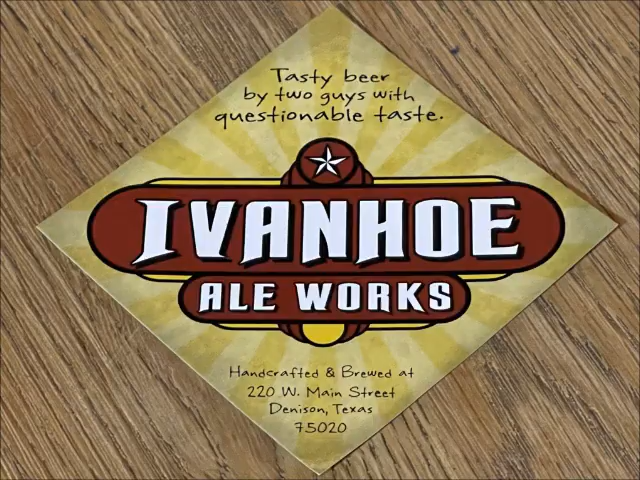 Tasty beer
by two guys with
questionable taste.
IVANHOE
ALE WORKS
Handcrafted & Brewed at
220 W. Main Street
Denison, Texas
75020